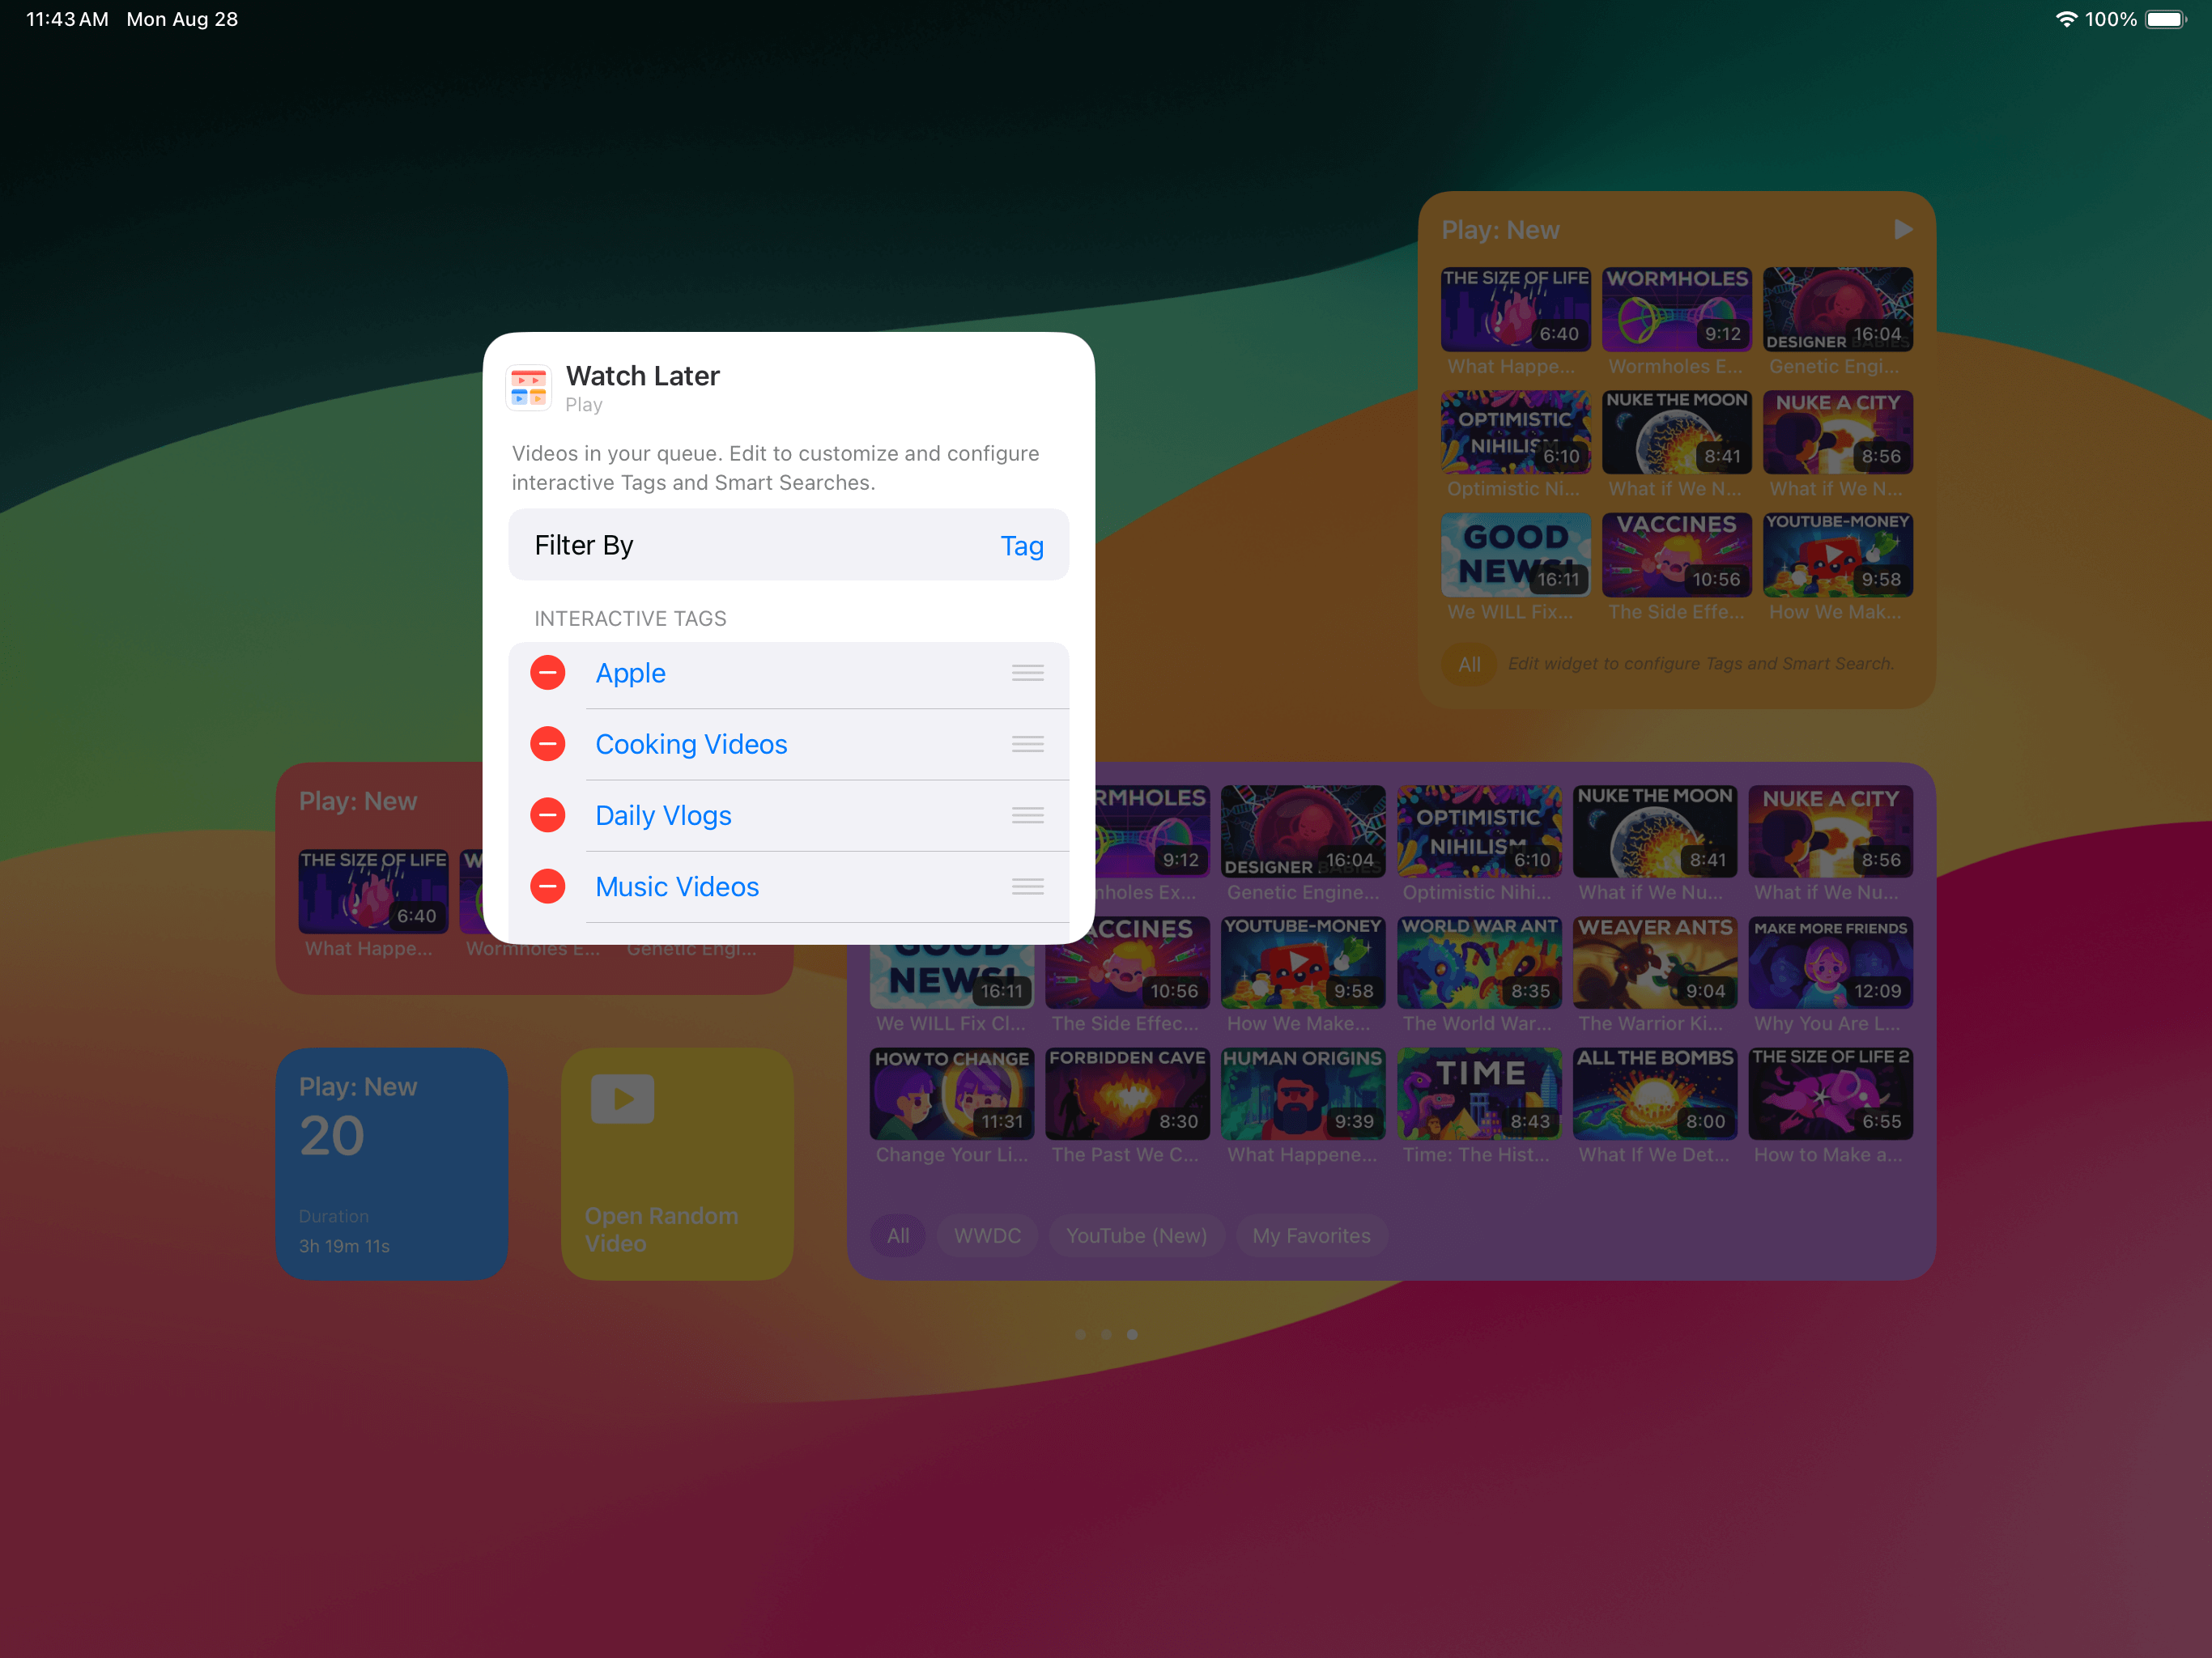 11:43 AM Mon Aug 28
100%
Play: New
THE SIZE OF LIFE
6:40
WORMHOLES
9:12
DESIGNER BABIES
16:04
What Happe...
Wormholes E...
Genetic Engi...
OPTIMISTIC
NIHILISM
6:10
NUKE THE MOON
8:41
NUKE A CITY
8:56
Optimistic Ni...
What if We N...
What if We N...
GOOD
NEWS!
16:11
VACCINES
10:56
YOUTUBE-MONEY
9:58
We WILL Fix...
The Side Effe...
How We Mak...
All
Edit widget to configure Tags and Smart Search.
Watch Later
Play
Videos in your queue. Edit to customize and configure
interactive Tags and Smart Searches.
Filter By
Tag
INTERACTIVE TAGS
Apple
Cooking Videos
Daily Vlogs
Music Videos
Play: New
THE SIZE OF LIFE
6:40
W
What Happe...
Wormholes E...
Genetic Engi...
RMHOLES
9:12
DESIGNER BABIES
16:04
OPTIMISTIC
NIHILISM
6:10
NUKE THE MOON
8:41
NUKE A CITY
8:56
mholes Ex...
Genetic Engine...
Optimistic Nihi...
What if We Nu...
What if We Nu...
GOOD
NEWS!
16:11
ACCINES
10:56
YOUTUBE-MONEY
9:58
WORLD WAR ANT
8:35
WEAVER ANTS
9:04
MAKE MORE FRIENDS
12:09
We WILL Fix Cl...
The Side Effec...
How We Make...
The World War...
The Warrior Ki...
Why You Are L...
HOW TO CHANGE
11:31
FORBIDDEN CAVE
8:30
HUMAN ORIGINS
9:39
TIME
8:43
ALL THE BOMBS
8:00
THE SIZE OF LIFE 2
6:55
Change Your Li...
The Past We C...
What Happene...
Time: The Hist...
What If We Det...
How to Make a...
All
WWDC
YouTube (New)
My Favorites
Play: New
20
Duration
3h 19m 11s
Open Random
Video